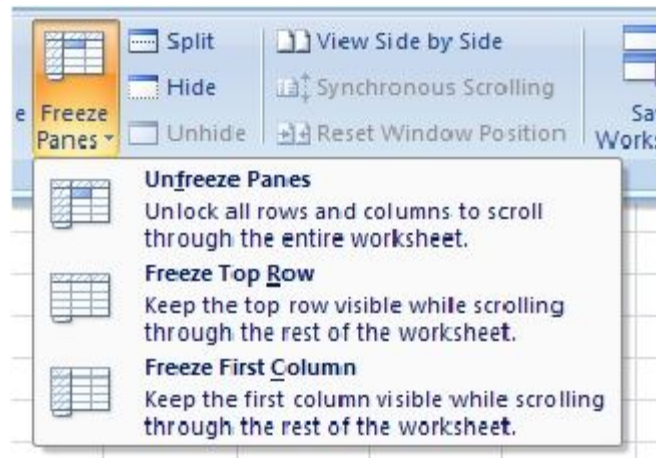 Split
View Side by Side
Hide
Synchronous Scrolling
Freeze
Panes
Unhide
Reset Window Position
Unfreeze Panes
Unlock all rows and columns to scroll
through the entire worksheet.
Freeze Top Row
Keep the top row visible while scrolling
through the rest of the worksheet.
Freeze First Column
Keep the first column visible while scrolling
through the rest of the worksheet.